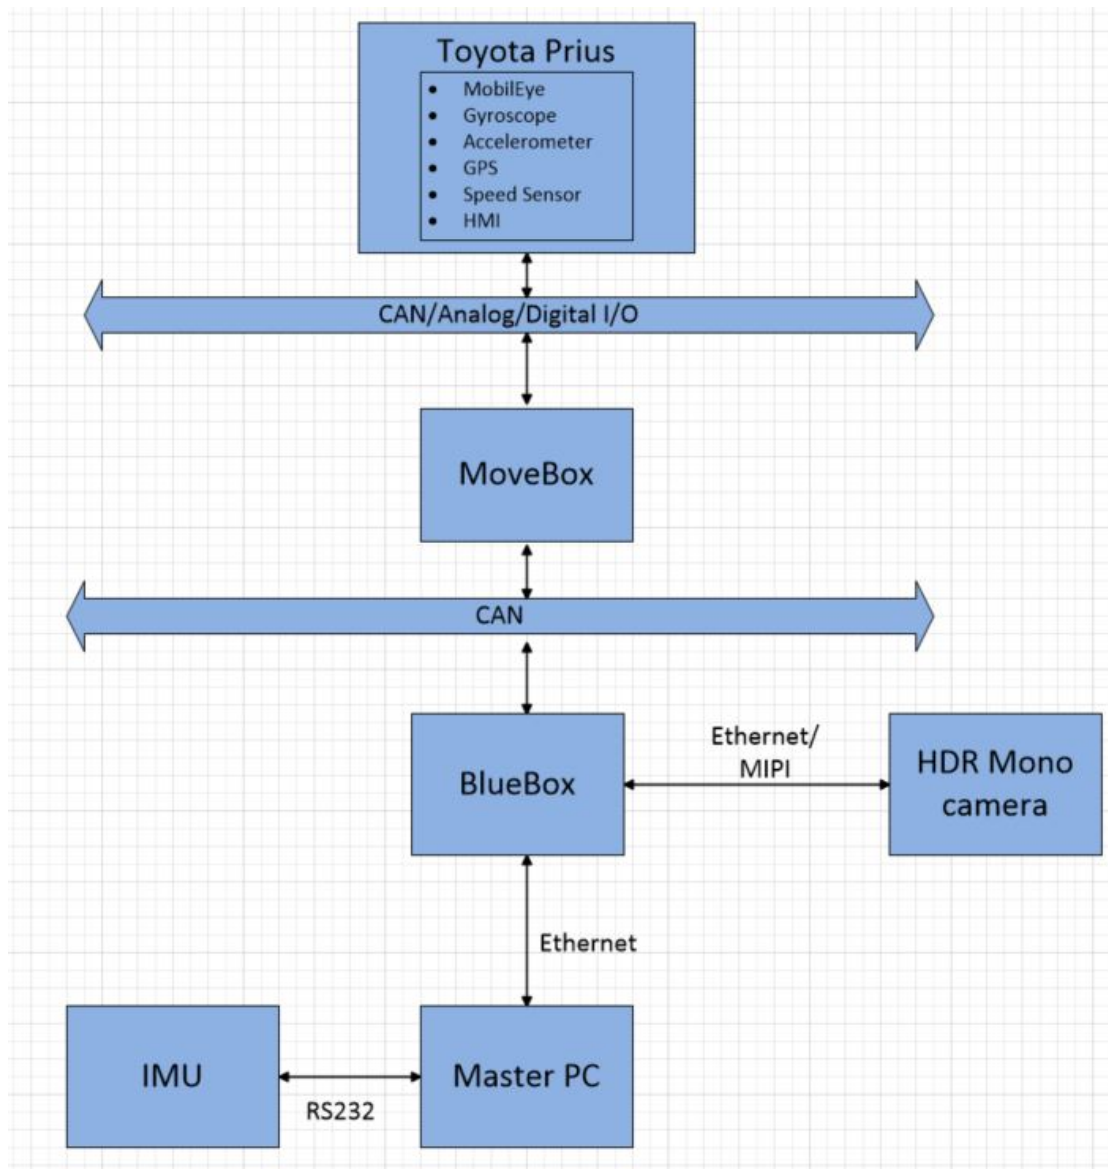 Toyota Prius
• MobilEye
• Gyroscope
• Accelerometer
• GPS
• Speed Sensor
• HMI
CAN/Analog/Digital I/O
MoveBox
CAN
BlueBox
Ethernet/
MIPI
HDR Mono
camera
Ethernet
IMU
RS232
Master PC